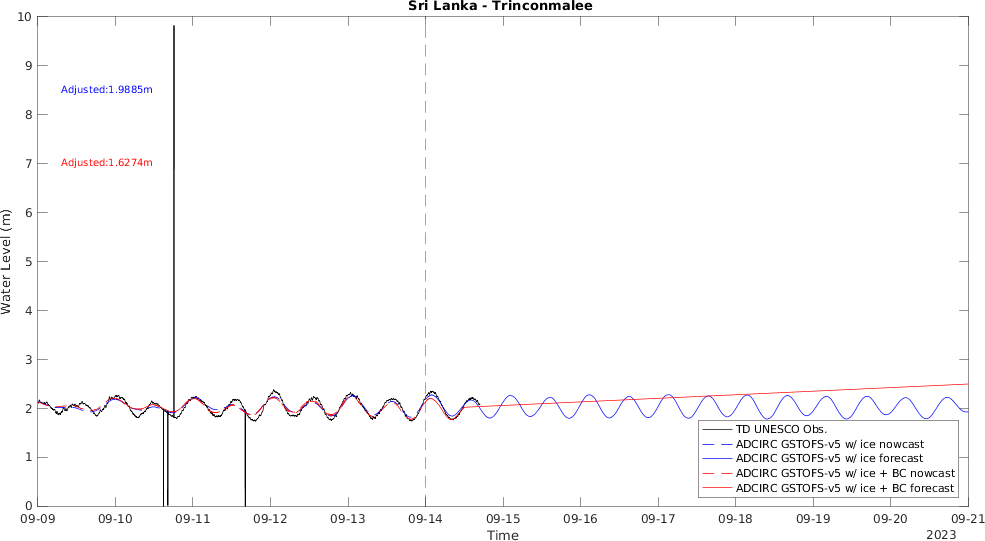 Sri Lanka - Trinconmalee
10
9
8
7
6
5
4
3
2
1
0
Water Level (m)
Adjusted:1.9885m
Adjusted:1.6274m
TD UNESCO Obs.
ADCIRC GSTOFS-v5 w/ ice nowcast
ADCIRC GSTOFS-v5 w/ ice forecast
ADCIRC GSTOFS-v5 w/ ice + BC nowcast
ADCIRC GSTOFS-v5 w/ ice + BC forecast
09-09 09-10 09-11 09-12 09-13 09-14 09-15 09-16 09-17 09-18 09-19 09-20 09-21
Time
2023